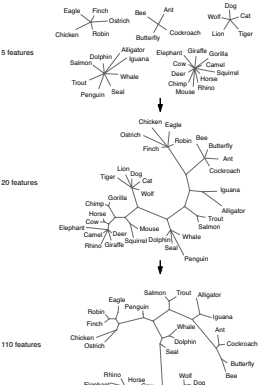 Eagle Finch
Ostrich
Chicken Robin
Bee Ant
Butterfly Cockroach
Dog
Wolf Cat
Lion Tiger
5 features
Dolphin Alligator
Salmon Iguana
Trout Whale
Penguin Seal
Elephant Giraffe Gorilla
Cow Camel
Deer Squirrel
Chimp Horse
Mouse Rhino
Chicken Eagle
Ostrich Robin Bee
Finch Butterfly
Ant
Cockroach
20 features
Lion Dog
Tiger Cat
Wolf
Iguana
Gorilla
Chimp
Horse
Cow
Alligator
Elephant Mouse
Trout
Salmon
Camel Deer
Squirrel Dolphin Whale
Rhino Giraffe Seal
Penguin
Salmon Trout Alligator
Eagle Penguin
Robin Iguana
Finch Whale Ant
Chicken Dolphin Cockroach
Ostrich Seal
110 features
Butterfly
Bee
Rhino Horse Wolf Dog